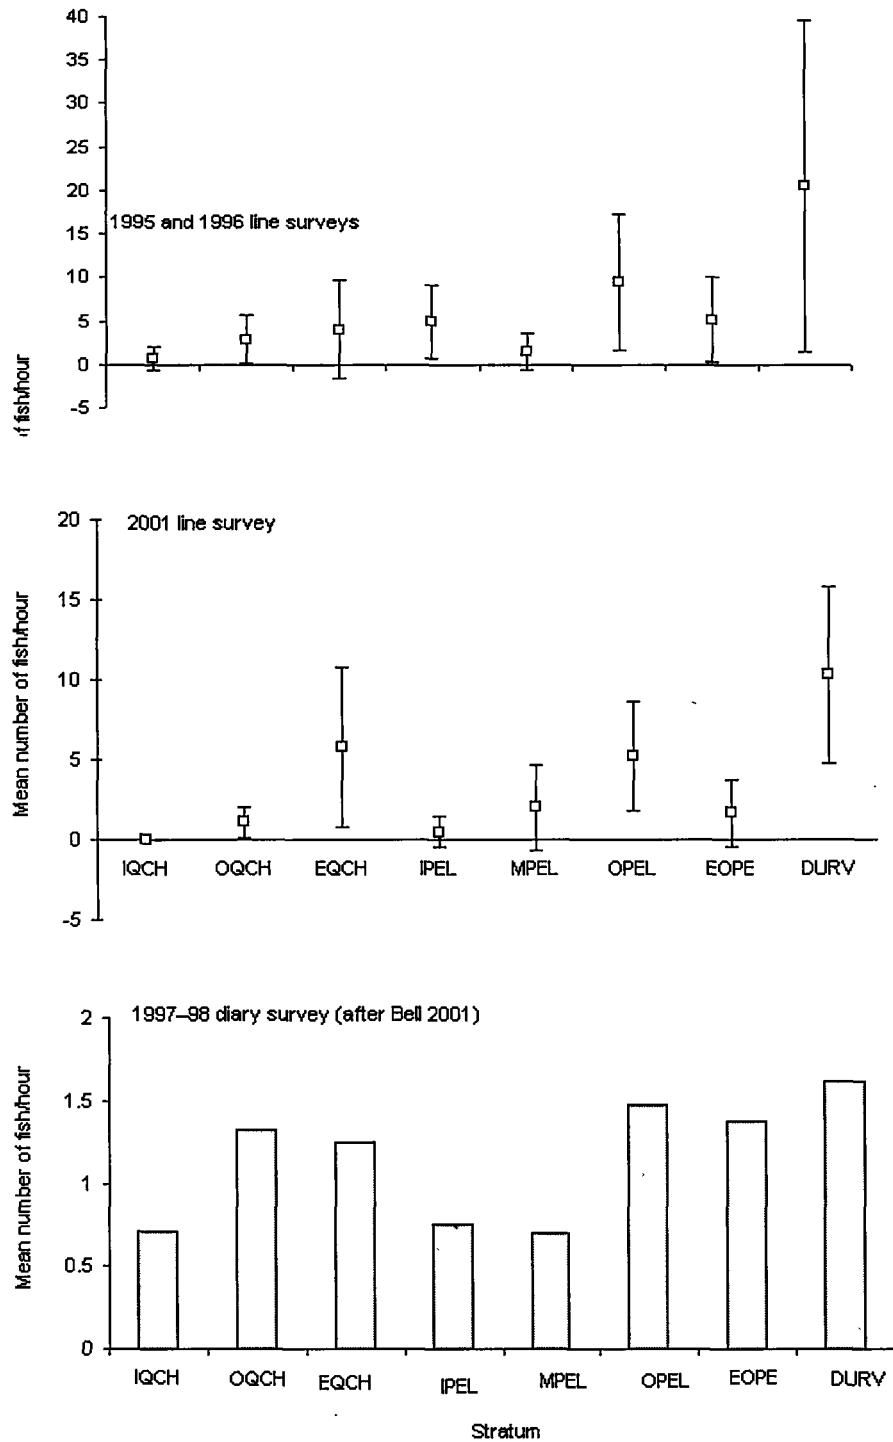 40
35
30
25
20
1995 and 1996 line surveys
15
10
5
0
-5
of fish/hour
20
2001 line survey
15
10
5
0
-5
Mean number of fish/hour
IQCH OQCH EQCH IPEL MPEL OPEL EOPE DURV
1997–98 diary survey (after Bell 2001)
2
1.5
1
0.5
0
Mean number of fish/hour
IQCH OQCH EQCH IPEL MPEL OPEL EOPE DURV
Stratum